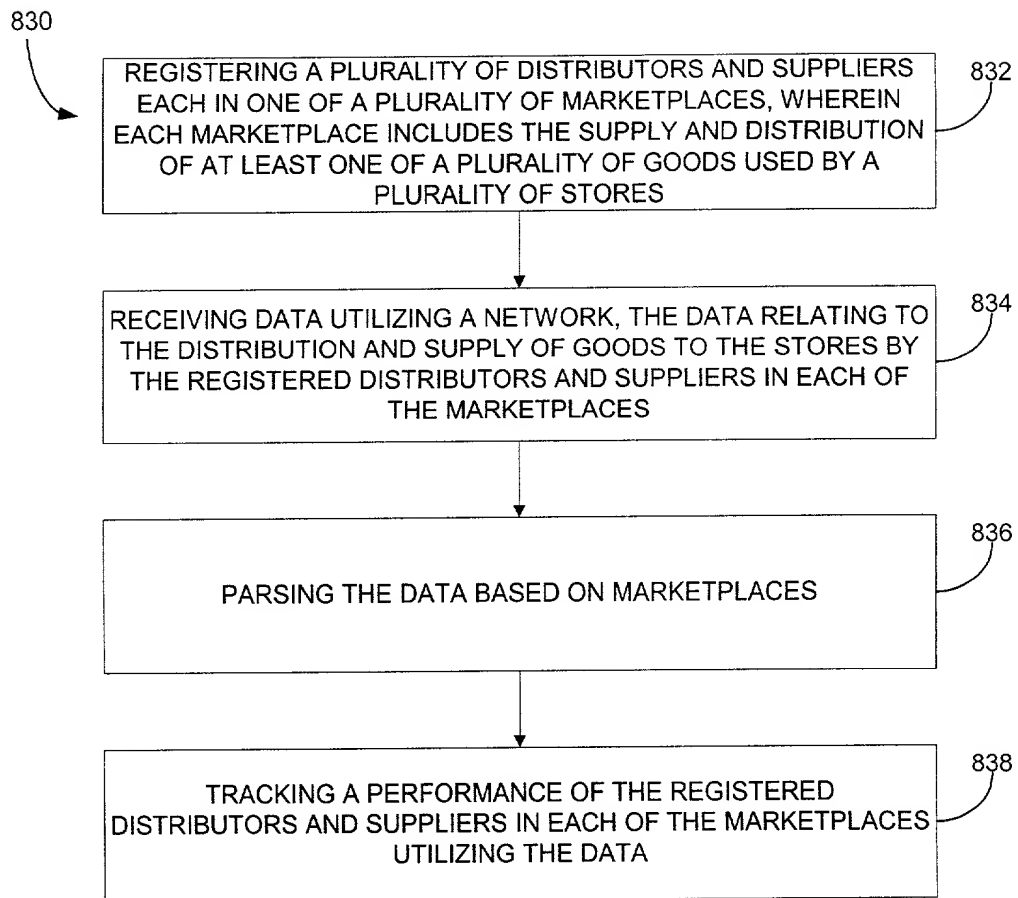 830
REGISTERING A PLURALITY OF DISTRIBUTORS AND SUPPLIERS
EACH IN ONE OF A PLURALITY OF MARKETPLACES, WHEREIN
EACH MARKETPLACE INCLUDES THE SUPPLY AND DISTRIBUTION
OF AT LEAST ONE OF A PLURALITY OF GOODS USED BY A
PLURALITY OF STORES
832
RECEIVING DATA UTILIZING A NETWORK, THE DATA RELATING TO
THE DISTRIBUTION AND SUPPLY OF GOODS TO THE STORES BY
THE REGISTERED DISTRIBUTORS AND SUPPLIERS IN EACH OF
THE MARKETPLACES
834
PARSING THE DATA BASED ON MARKETPLACES
836
TRACKING A PERFORMANCE OF THE REGISTERED
DISTRIBUTORS AND SUPPLIERS IN EACH OF THE MARKETPLACES
UTILIZING THE DATA
838